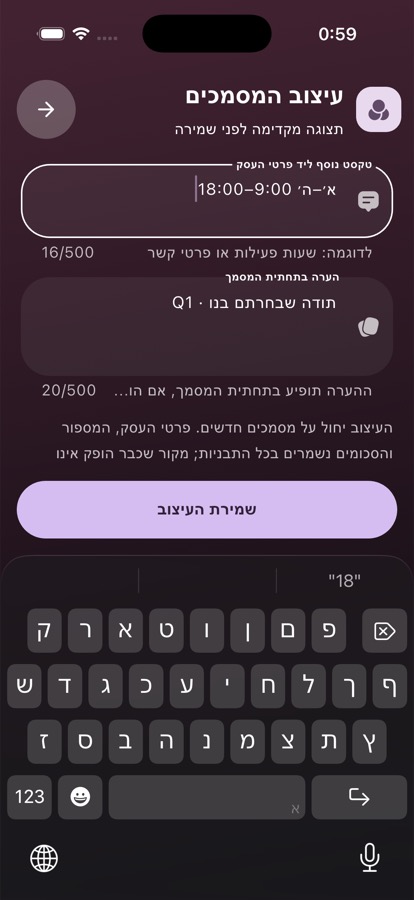 0:59
עיצוב המסמכים
תצוגה מקדימה לפני שמירה
טקסט נוסף ליד פרטי העסק
א׳–ה׳ 9:00–18:00
לדוגמה: שעות פעילות או פרטי קשר
16/500
הערה בתחתית המסמך
תודה שבחרתם בנו · Q1
ההערה תופיע בתחתית המסמך, אם הו...
20/500
העיצוב יחול על מסמכים חדשים. פרטי העסק, המספור
והסכומים נשמרים בכל התבניות; מקור שכבר הופק אינו
שמירת העיצוב
"18"
ק ר א ט ו ן ם פ
ש ד ג כ ע י ח ל ך ף
ז ס ב ה נ מ צ ת ץ
123
א